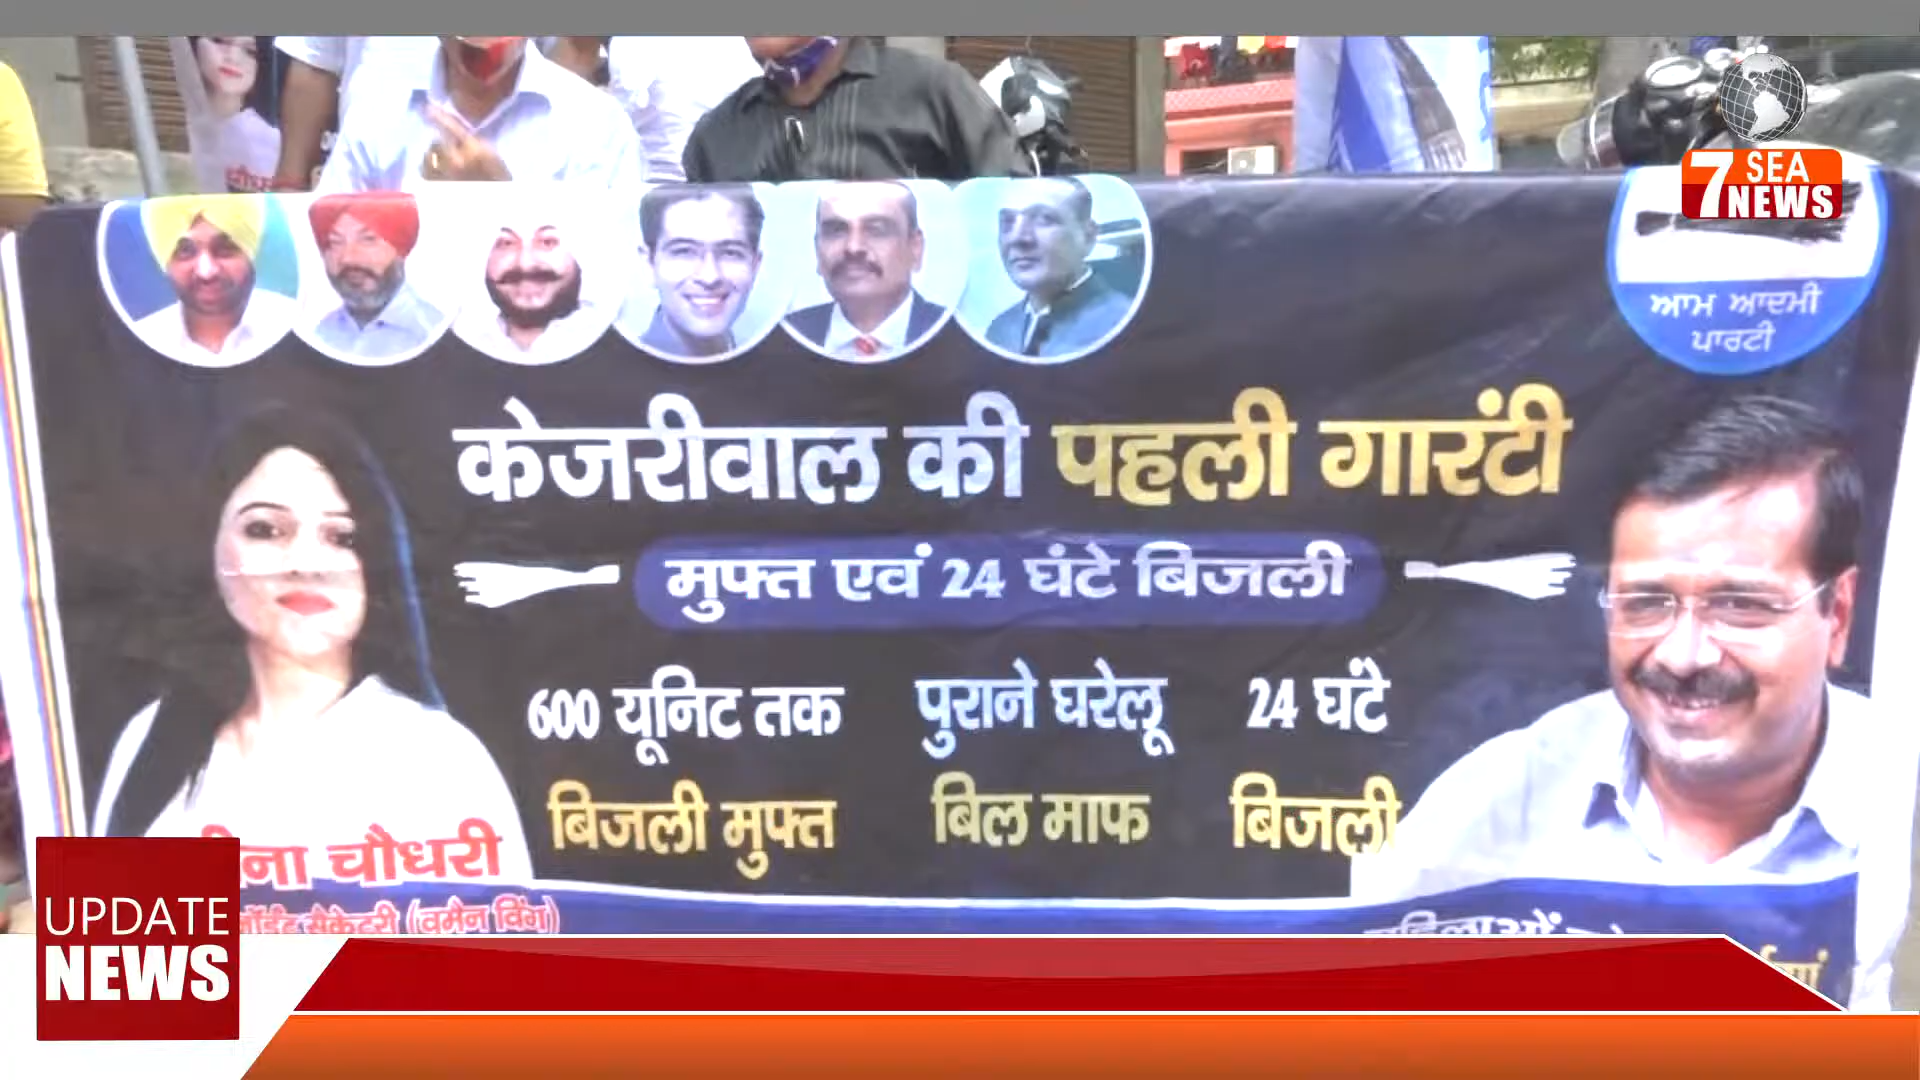 7 SEA
NEWS
ਆਮ ਆਦਮੀ
ਪਾਰਟੀ
केजरीवाल की पहली गारंटी
मुफ्त एवं 24 घंटे बिजली
600 यूनिट तक
बिजली मुफ्त
पुराने घरेलू
बिल माफ
24 घंटे
बिजली
चौधरी
सैक्रेटरी (वूमैन विंग)
UPDATE
NEWS